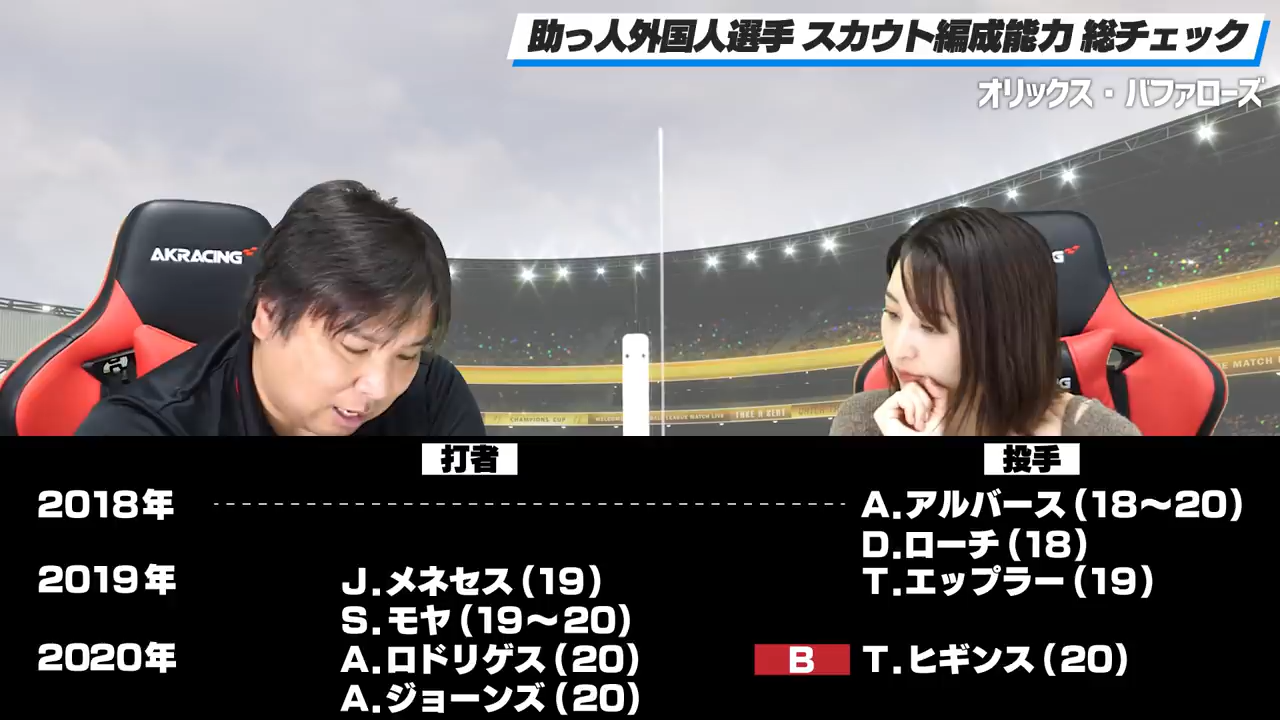 助っ人外国人選手 スカウト編成能力 総チェック
オリックス・バファローズ
AKRACING
CHAMPIONS CUP
TAKE A SEAT
打者
投手
2018年
A.アルバース(18〜20)
D.ローチ(18)
2019年
J.メネセス(19)
T.エップラー(19)
S.モヤ(19〜20)
2020年
A.ロドリゲス(20)
B
T.ヒギンス(20)
A.ジョーンズ(20)